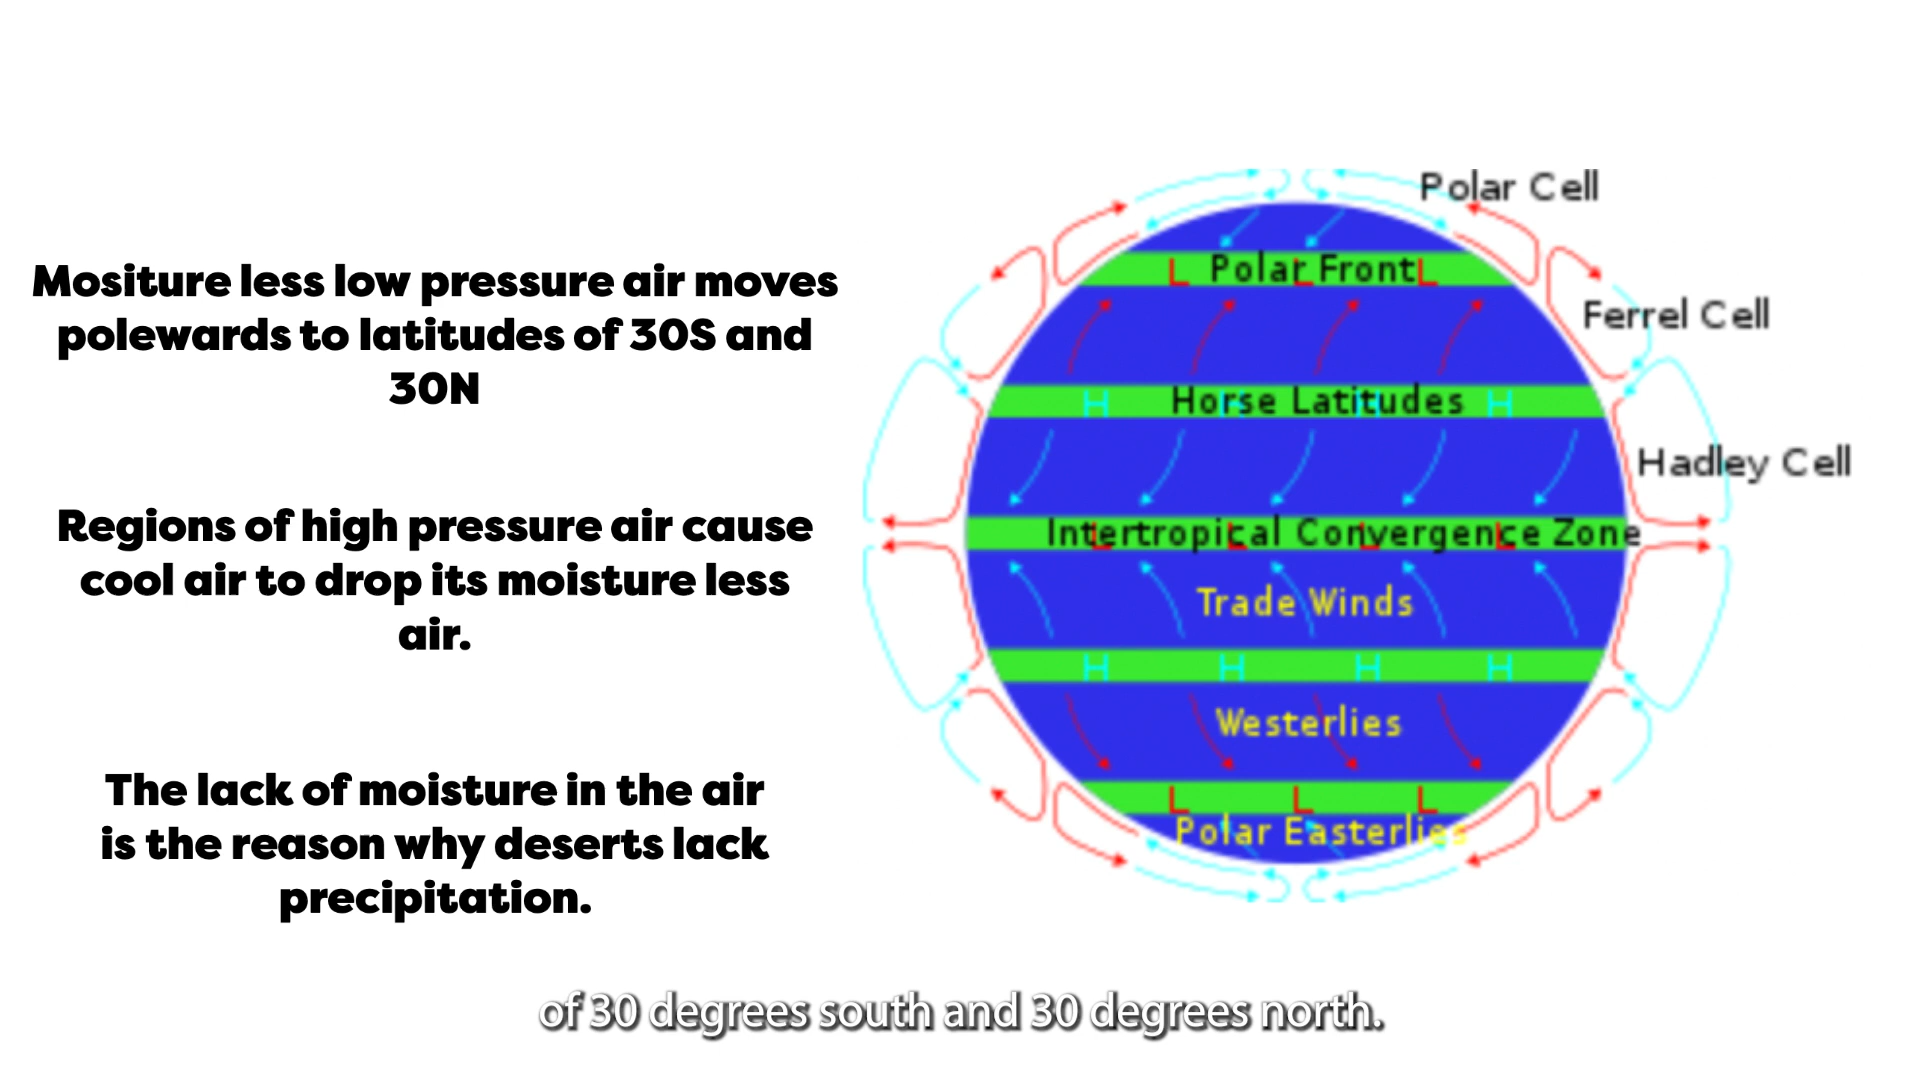 Mositure less low pressure air moves
polewards to latitudes of 30S and
30N
Regions of high pressure air cause
cool air to drop its moisture less
air.
The lack of moisture in the air
is the reason why deserts lack
precipitation.
Polar Cell
L Polar Front L L
Ferrel Cell
H Horse Latitudes H H H
Hadley Cell
Intertropical Convergence Zone
L L L L
Trade Winds
H H H H
Westerlies
L L L
Polar Easterlies
of 30 degrees south and 30 degrees north.